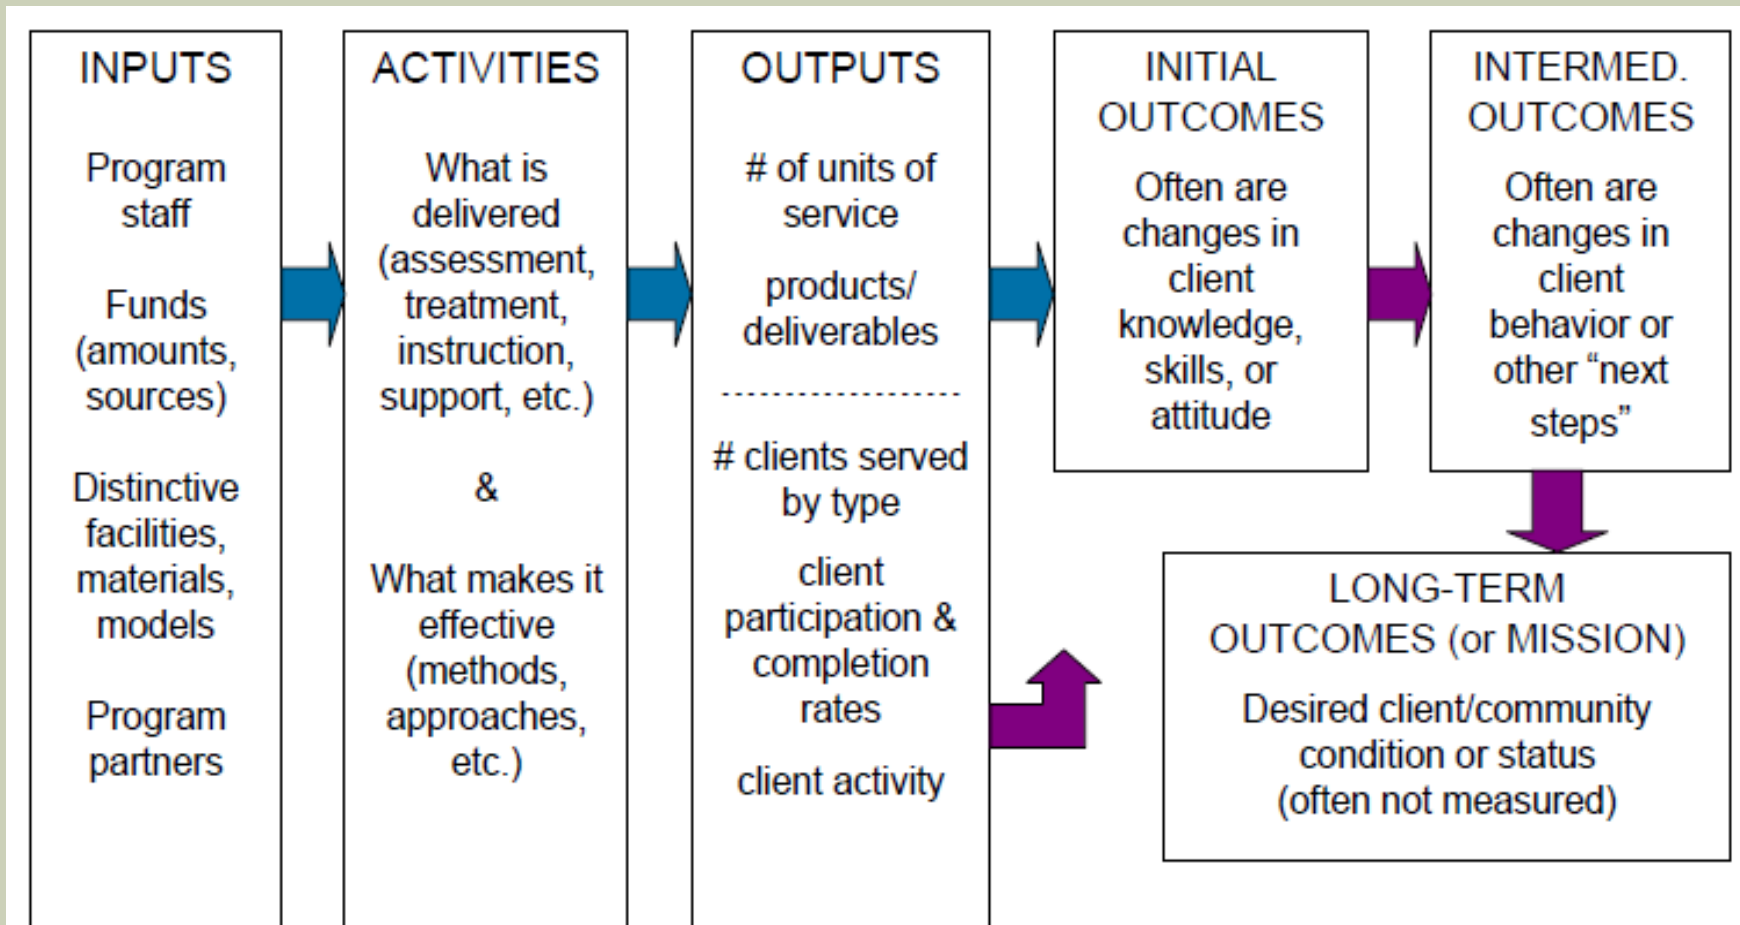 INPUTS
Program
staff
Funds
(amounts,
sources)
Distinctive
facilities,
materials,
models
Program
partners
ACTIVITIES
What is
delivered
(assessment,
treatment,
instruction,
support, etc.)
&
What makes it
effective
(methods,
approaches,
etc.)
OUTPUTS
# of units of
service
products/
deliverables
-------------------
# clients served
by type
client
participation &
completion
rates
client activity
INITIAL
OUTCOMES
Often are
changes in
client
knowledge,
skills, or
attitude
INTERMED.
OUTCOMES
Often are
changes in
client
behavior or
other “next
steps”
LONG-TERM
OUTCOMES (or MISSION)
Desired client/community
condition or status
(often not measured)